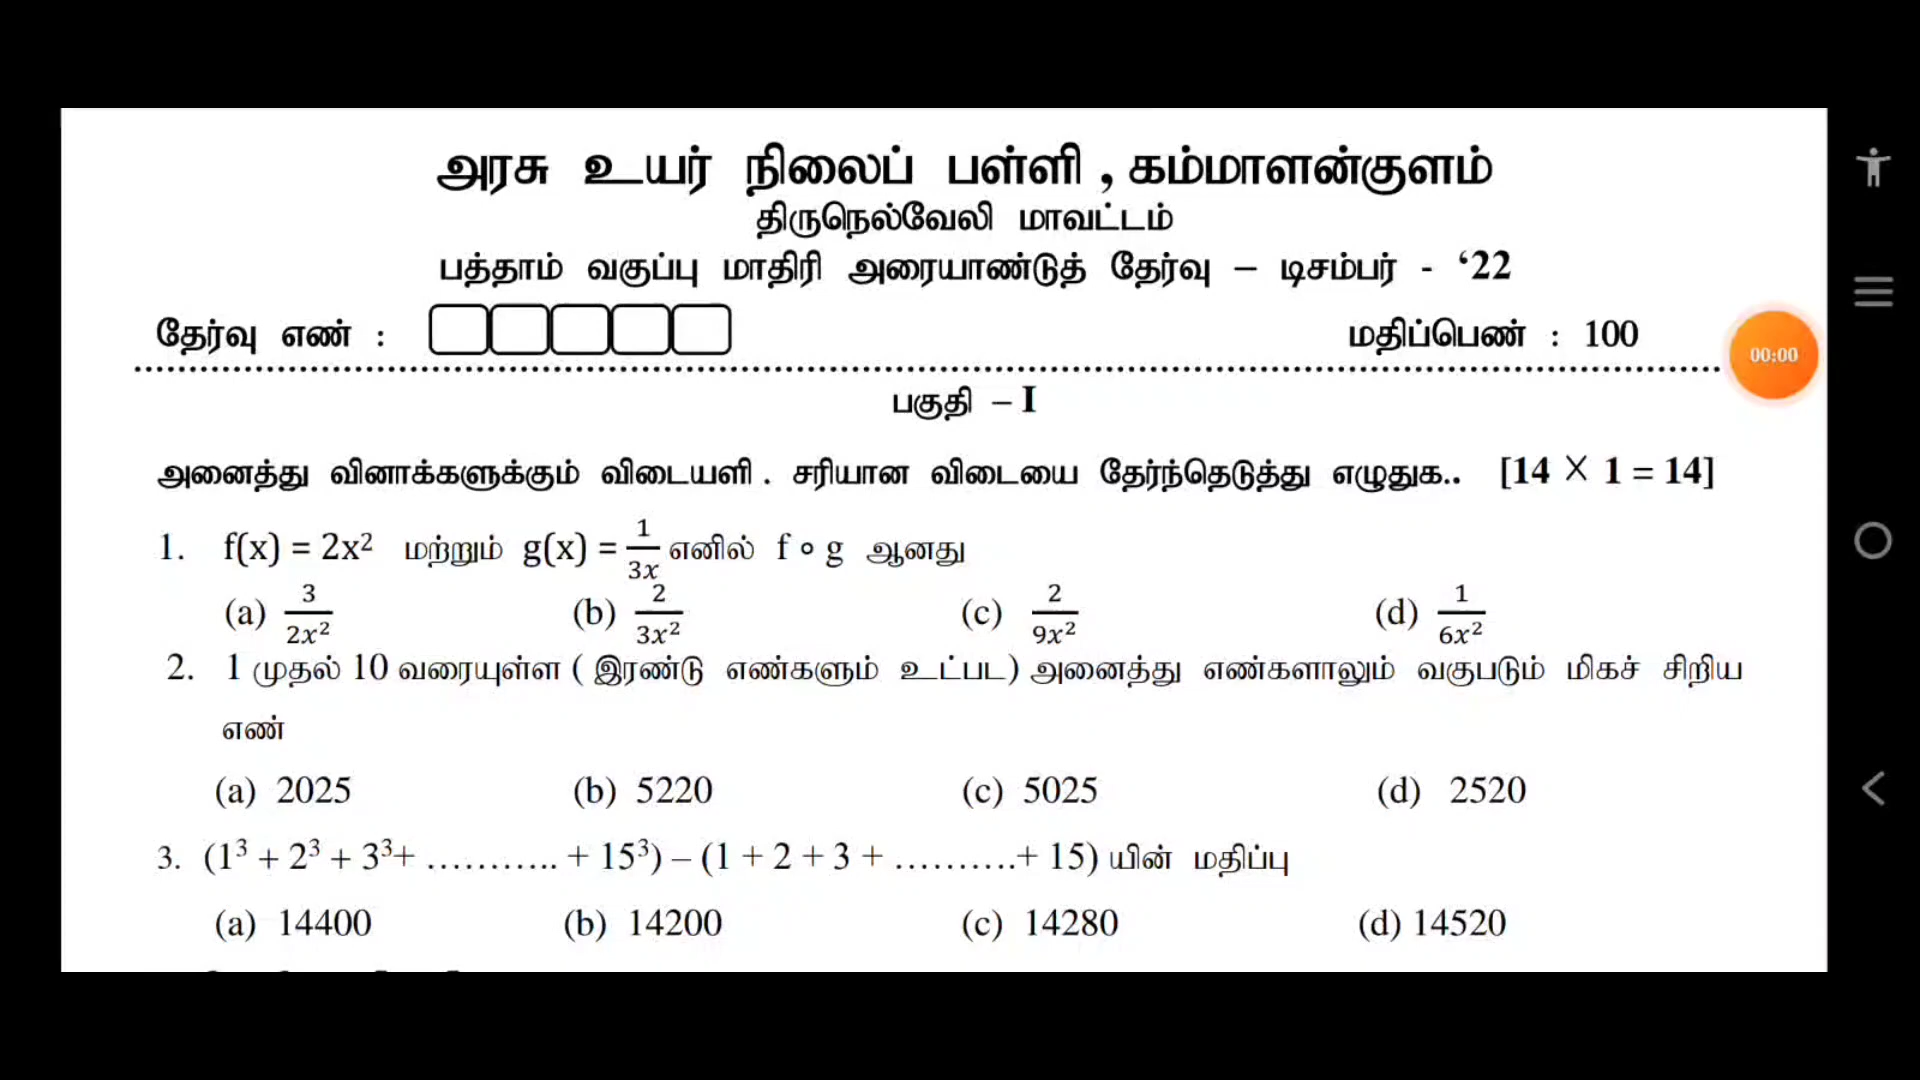 அரசு உயர் நிலைப் பள்ளி , கம்மாளன்குளம்
திருநெல்வேலி மாவட்டம்
பத்தாம் வகுப்பு மாதிரி அரையாண்டுத் தேர்வு – டிசம்பர் - ‘22
தேர்வு எண் :
மதிப்பெண் : 100
00:00
பகுதி – I
அனைத்து வினாக்களுக்கும் விடையளி . சரியான விடையை தேர்ந்தெடுத்து எழுதுக.. [14 × 1 = 14]
1. f(x) = 2x² மற்றும் g(x) = 1/3x எனில் f ∘ g ஆனது
(a) 3/2x² (b) 2/3x² (c) 2/9x² (d) 1/6x²
2. 1 முதல் 10 வரையுள்ள ( இரண்டு எண்களும் உட்பட) அனைத்து எண்களாலும் வகுபடும் மிகச் சிறிய
எண்
(a) 2025 (b) 5220 (c) 5025 (d) 2520
3. (1³ + 2³ + 3³+ ……….. + 15³) – (1 + 2 + 3 + ……….+ 15) யின் மதிப்பு
(a) 14400 (b) 14200 (c) 14280 (d) 14520